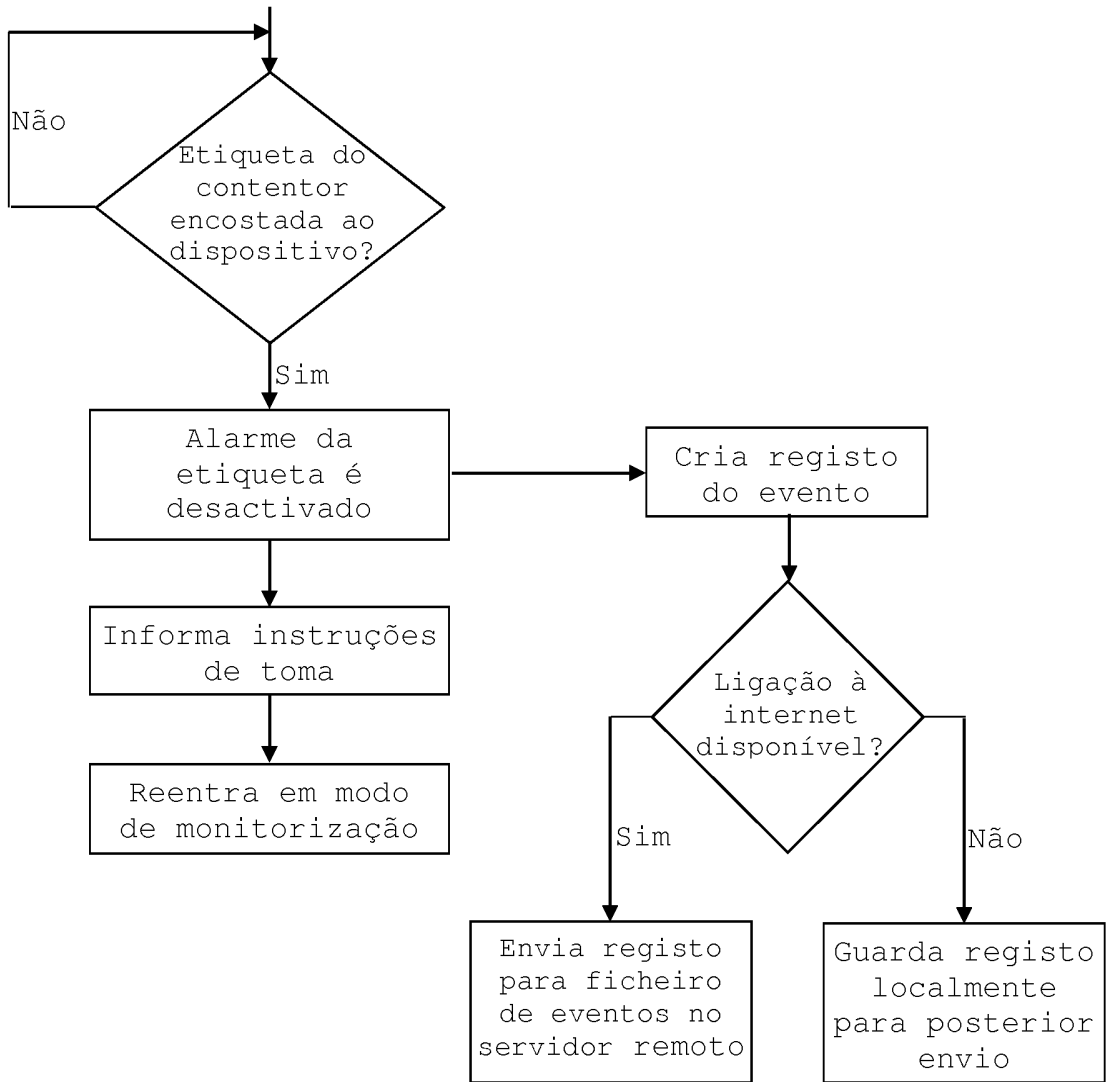 Não
Etiqueta do
contentor
encostada ao
dispositivo?
Sim
Alarme da
etiqueta é
desactivado
Cria registo
do evento
Informa instruções
de toma
Ligação à
internet
disponível?
Reentra em modo
de monitorização
Sim
Não
Envia registo
para ficheiro
de eventos no
servidor remoto
Guarda registo
localmente
para posterior
envio